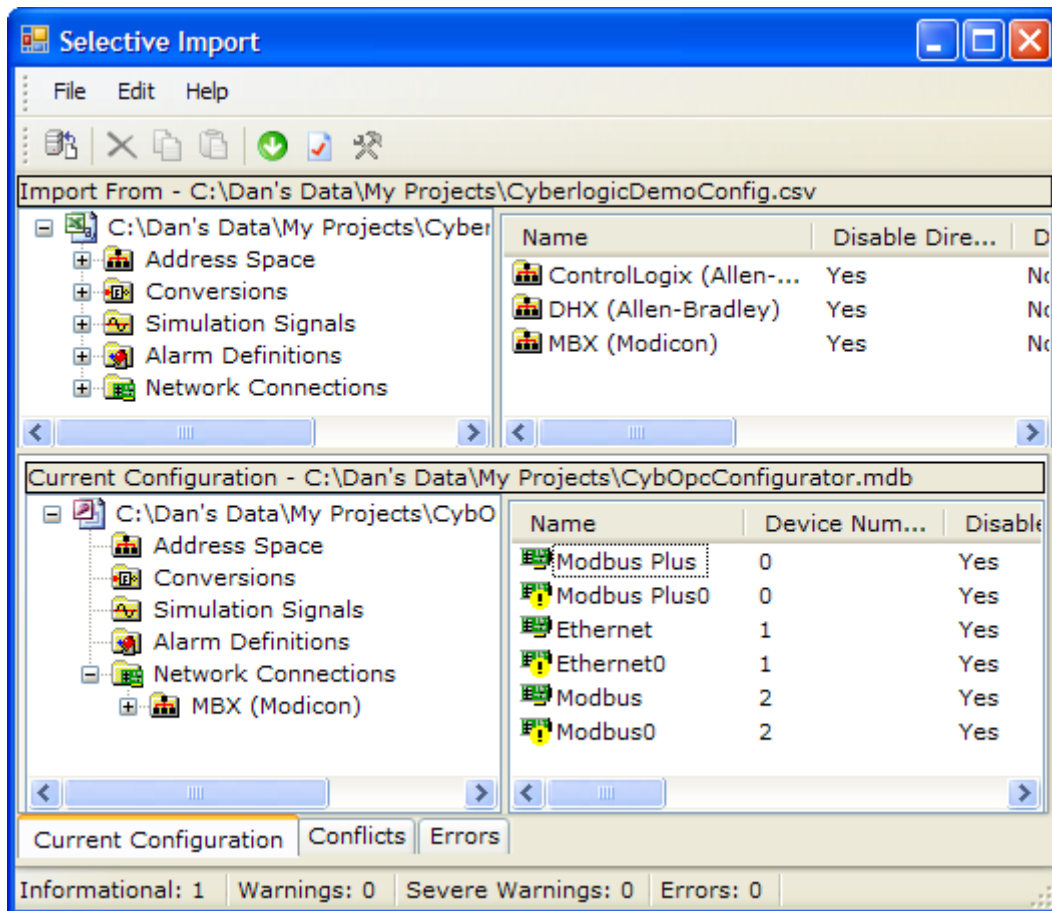 Selective Import
File Edit Help
Import From - C:\Dan's Data\My Projects\CyberlogicDemoConfig.csv
C:\Dan's Data\My Projects\Cyber
Address Space
Conversions
Simulation Signals
Alarm Definitions
Network Connections
Name Disable Dire... D
ControlLogix (Allen-... Yes No
DHX (Allen-Bradley) Yes No
MBX (Modicon) Yes No
Current Configuration - C:\Dan's Data\My Projects\CybOpcConfigurator.mdb
C:\Dan's Data\My Projects\CybO
Address Space
Conversions
Simulation Signals
Alarm Definitions
Network Connections
MBX (Modicon)
Name Device Num... Disable
Modbus Plus 0 Yes
Modbus Plus0 0 Yes
Ethernet 1 Yes
Ethernet0 1 Yes
Modbus 2 Yes
Modbus0 2 Yes
Current Configuration Conflicts Errors
Informational: 1 Warnings: 0 Severe Warnings: 0 Errors: 0